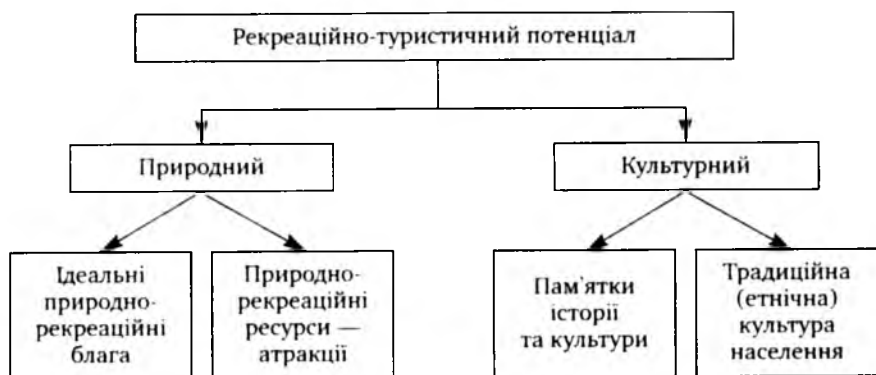 Рекреаційно-туристичний потенціал
Природний
Культурний
Ідеальні
природно-
рекреаційні
блага
Природно-
рекреаційні
ресурси —
атракції
Пам'ятки
історії
та культури
Традиційна
(етнічна)
культура
населення